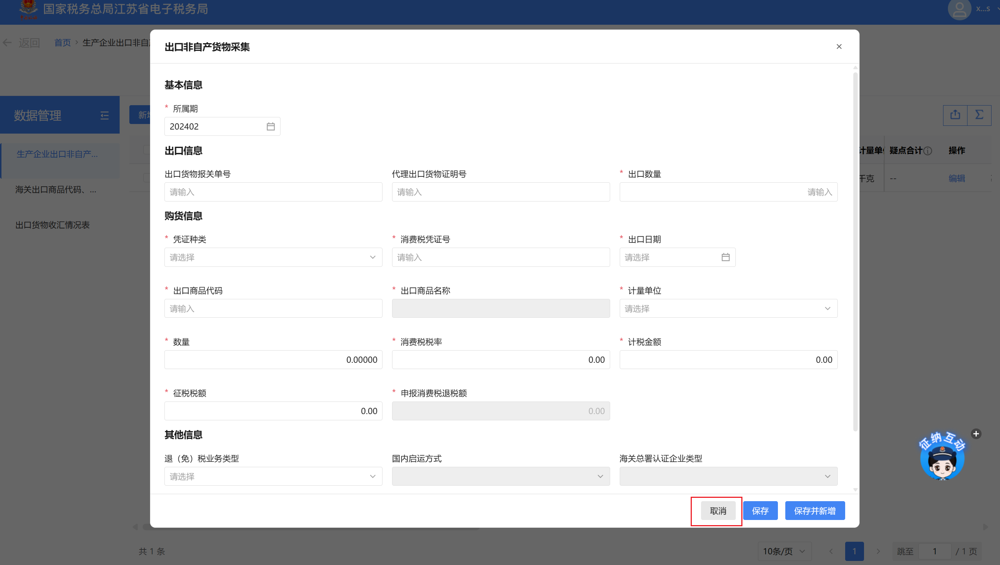 国家税务总局江苏省电子税务局
x...s
返回
首页 › 生产企业出口非自
出口非自产货物采集
×
基本信息
数据管理
新增
* 所属期
202402
生产企业出口非自产...
出口信息
计量单位
疑点合计
操作
出口货物报关单号
代理出口货物证明号
* 出口数量
千克
--
编辑
海关出口商品代码、...
请输入
请输入
请输入
购货信息
出口货物收汇情况表
* 凭证种类
* 消费税凭证号
* 出口日期
请选择
请输入
请选择
* 出口商品代码
* 出口商品名称
* 计量单位
请输入
请选择
* 数量
* 消费税税率
* 计税金额
0.00000
0.00
0.00
* 征税税额
* 申报消费税退税额
0.00
0.00
其他信息
征纳互动
退（免）税业务类型
国内启运方式
海关总署认证企业类型
请选择
取消
保存
保存并新增
共 1 条
10条/页
1
跳至
1
/ 1 页